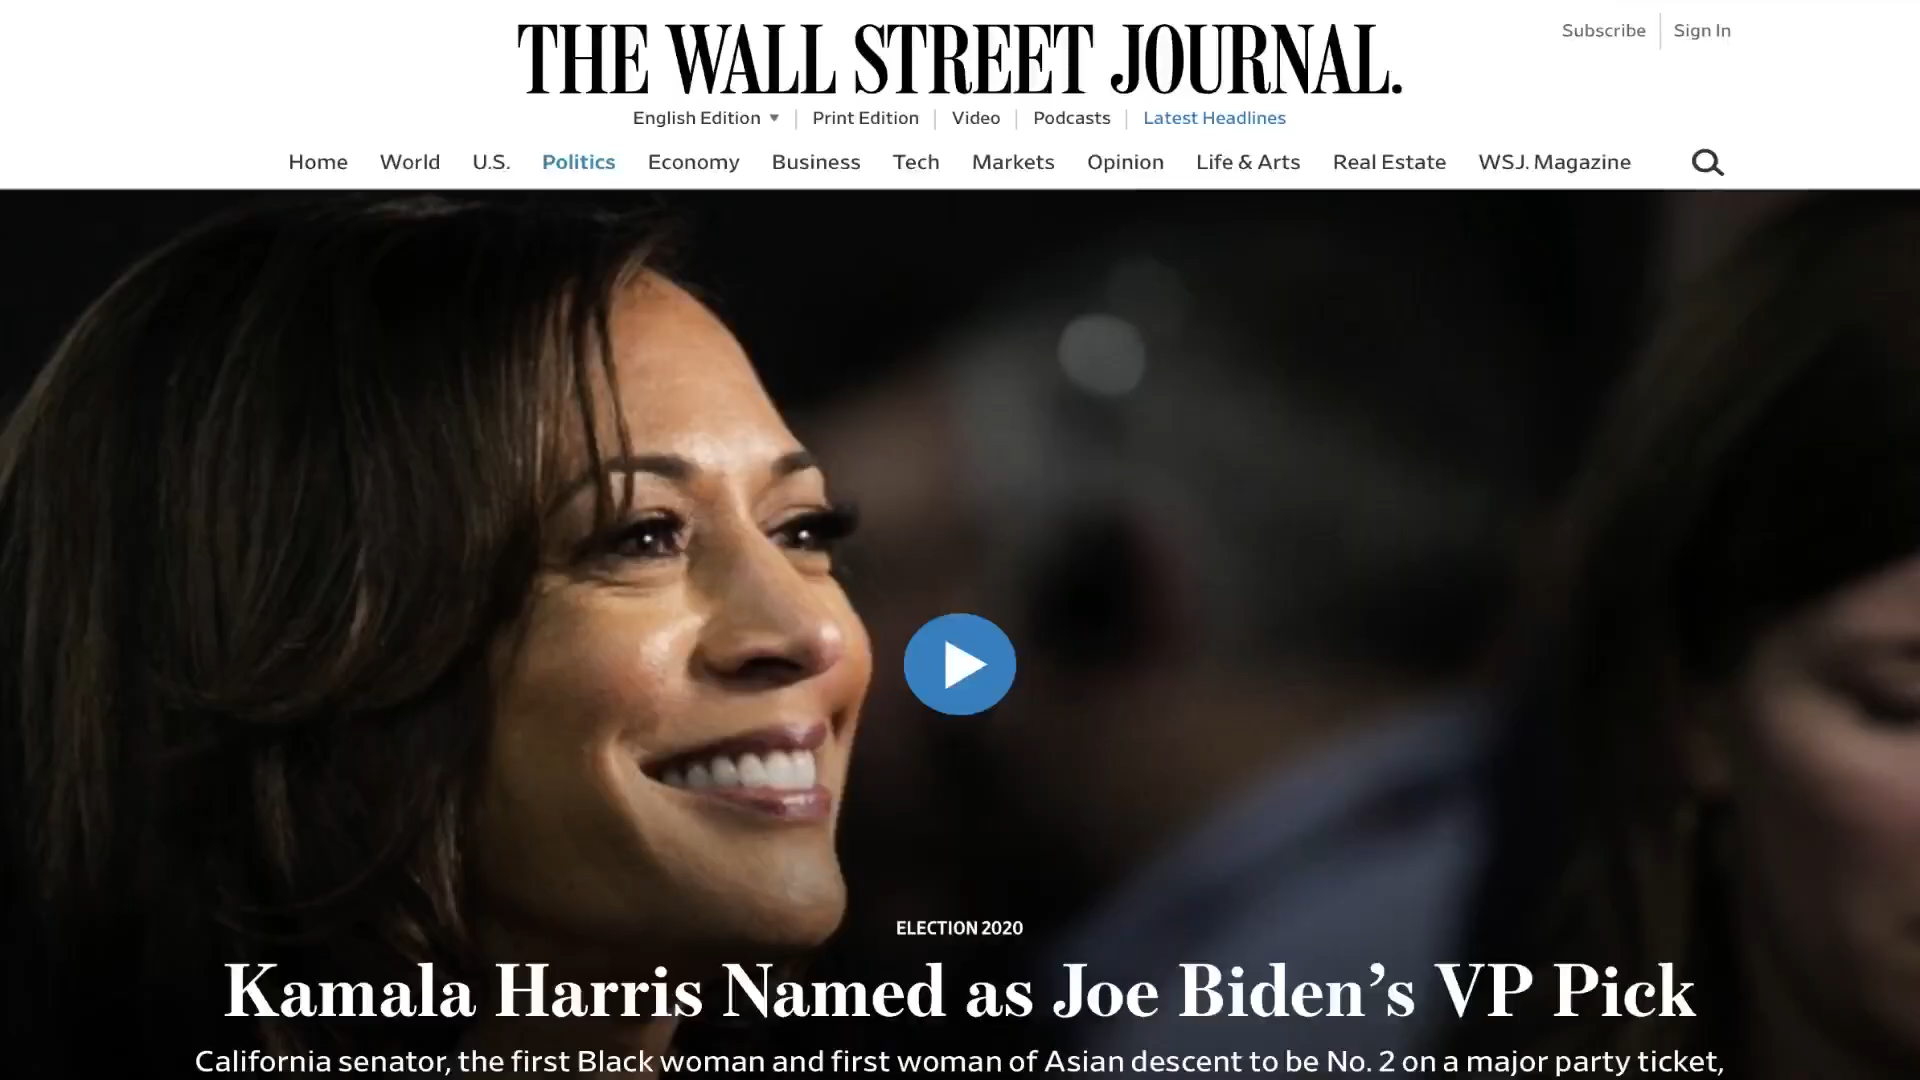 THE WALL STREET JOURNAL.
Subscribe | Sign In
English Edition ▼ | Print Edition | Video | Podcasts | Latest Headlines
Home World U.S. Politics Economy Business Tech Markets Opinion Life & Arts Real Estate WSJ. Magazine
ELECTION 2020
Kamala Harris Named as Joe Biden’s VP Pick
California senator, the first Black woman and first woman of Asian descent to be No. 2 on a major party ticket,